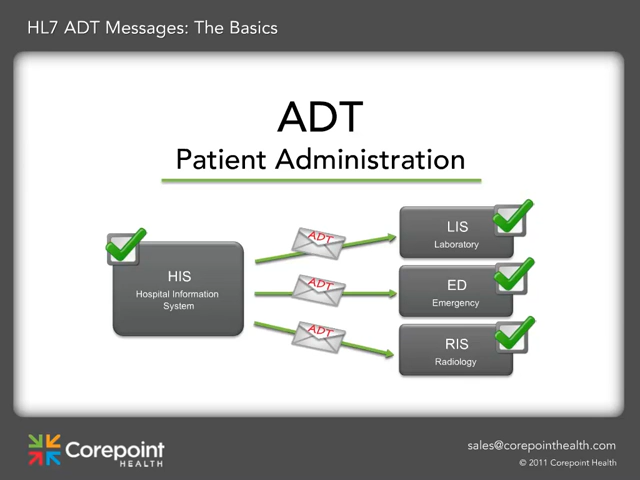 HL7 ADT Messages: The Basics
ADT
Patient Administration
HIS
Hospital Information
System
ADT
ADT
ADT
LIS
Laboratory
ED
Emergency
RIS
Radiology
Corepoint
HEALTH
sales@corepointhealth.com
© 2011 Corepoint Health